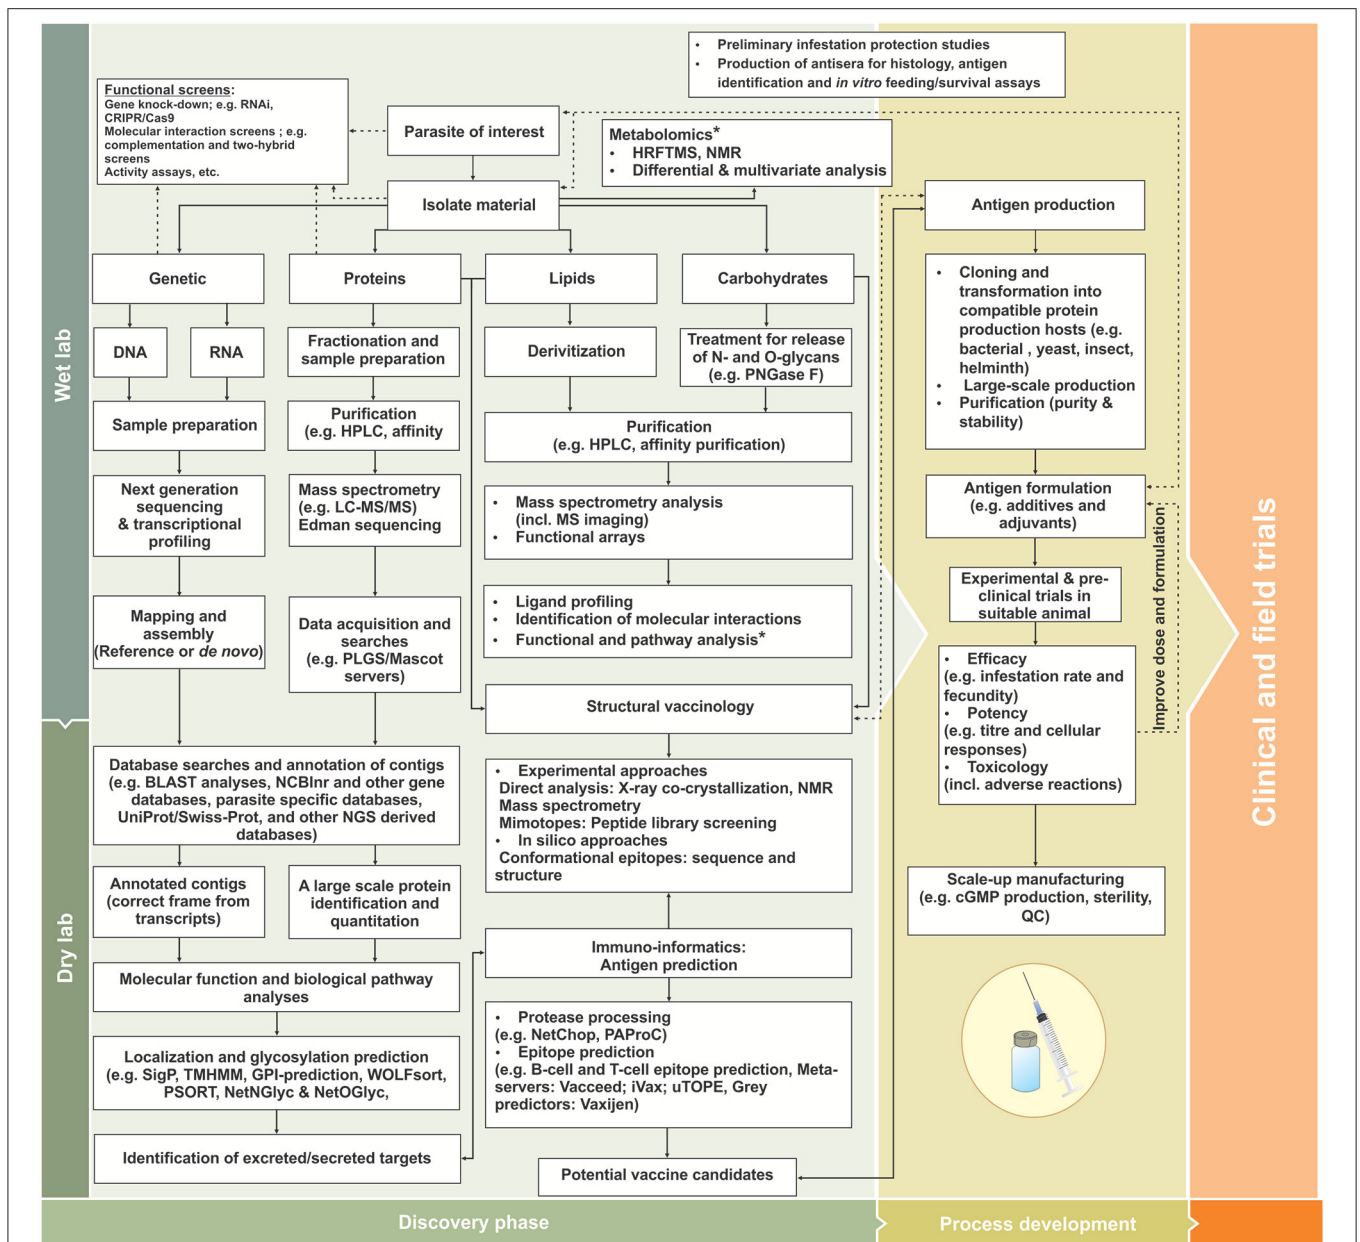 • Preliminary infestation protection studies
• Production of antisera for histology, antigen
identification and in vitro feeding/survival assays
Functional screens:
Gene knock-down; e.g. RNAi,
CRIPR/Cas9
Molecular interaction screens ; e.g.
complementation and two-hybrid
screens
Activity assays, etc.
Parasite of interest
Metabolomics*
• HRFTMS, NMR
• Differential & multivariate analysis
Isolate material
Genetic
Proteins
Lipids
Carbohydrates
DNA
RNA
Fractionation and
sample preparation
Derivitization
Treatment for release
of N- and O-glycans
(e.g. PNGase F)
Sample preparation
Purification
(e.g. HPLC, affinity
Purification
(e.g. HPLC, affinity purification)
Next generation
sequencing
& transcriptional
profiling
Mass spectrometry
(e.g. LC-MS/MS)
Edman sequencing
• Mass spectrometry analysis
(incl. MS imaging)
• Functional arrays
Mapping and
assembly
(Reference or de novo)
Data acquisition and
searches
(e.g. PLGS/Mascot
servers)
• Ligand profiling
• Identification of molecular interactions
• Functional and pathway analysis*
Structural vaccinology
Database searches and annotation of contigs
(e.g. BLAST analyses, NCBInr and other gene
databases, parasite specific databases,
UniProt/Swiss-Prot, and other NGS derived
databases)
• Experimental approaches
Direct analysis: X-ray co-crystallization, NMR
Mass spectrometry
Mimotopes: Peptide library screening
• In silico approaches
Conformational epitopes: sequence and
structure
Annotated contigs
(correct frame from
transcripts)
A large scale protein
identification and
quantitation
Immuno-informatics:
Antigen prediction
Molecular function and biological pathway
analyses
• Protease processing
(e.g. NetChop, PAProC)
• Epitope prediction
(e.g. B-cell and T-cell epitope prediction, Meta-
servers: Vacceed; iVax; uTOPE, Grey
predictors: Vaxijen)
Localization and glycosylation prediction
(e.g. SigP, TMHMM, GPI-prediction, WOLFsort,
PSORT, NetNGlyc & NetOGlyc,
Identification of excreted/secreted targets
Potential vaccine candidates
Antigen production
• Cloning and
transformation into
compatible protein
production hosts (e.g.
bacterial , yeast, insect,
helminth)
• Large-scale production
• Purification (purity &
stability)
Antigen formulation
(e.g. additives and
adjuvants)
Experimental & pre-
clinical trials in
suitable animal
• Efficacy
(e.g. infestation rate and
fecundity)
• Potency
(e.g. titre and cellular
responses)
• Toxicology
(incl. adverse reactions)
Improve dose and formulation
Scale-up manufacturing
(e.g. cGMP production, sterility,
QC)
Wet lab
Dry lab
Clinical and field trials
Discovery phase
Process development